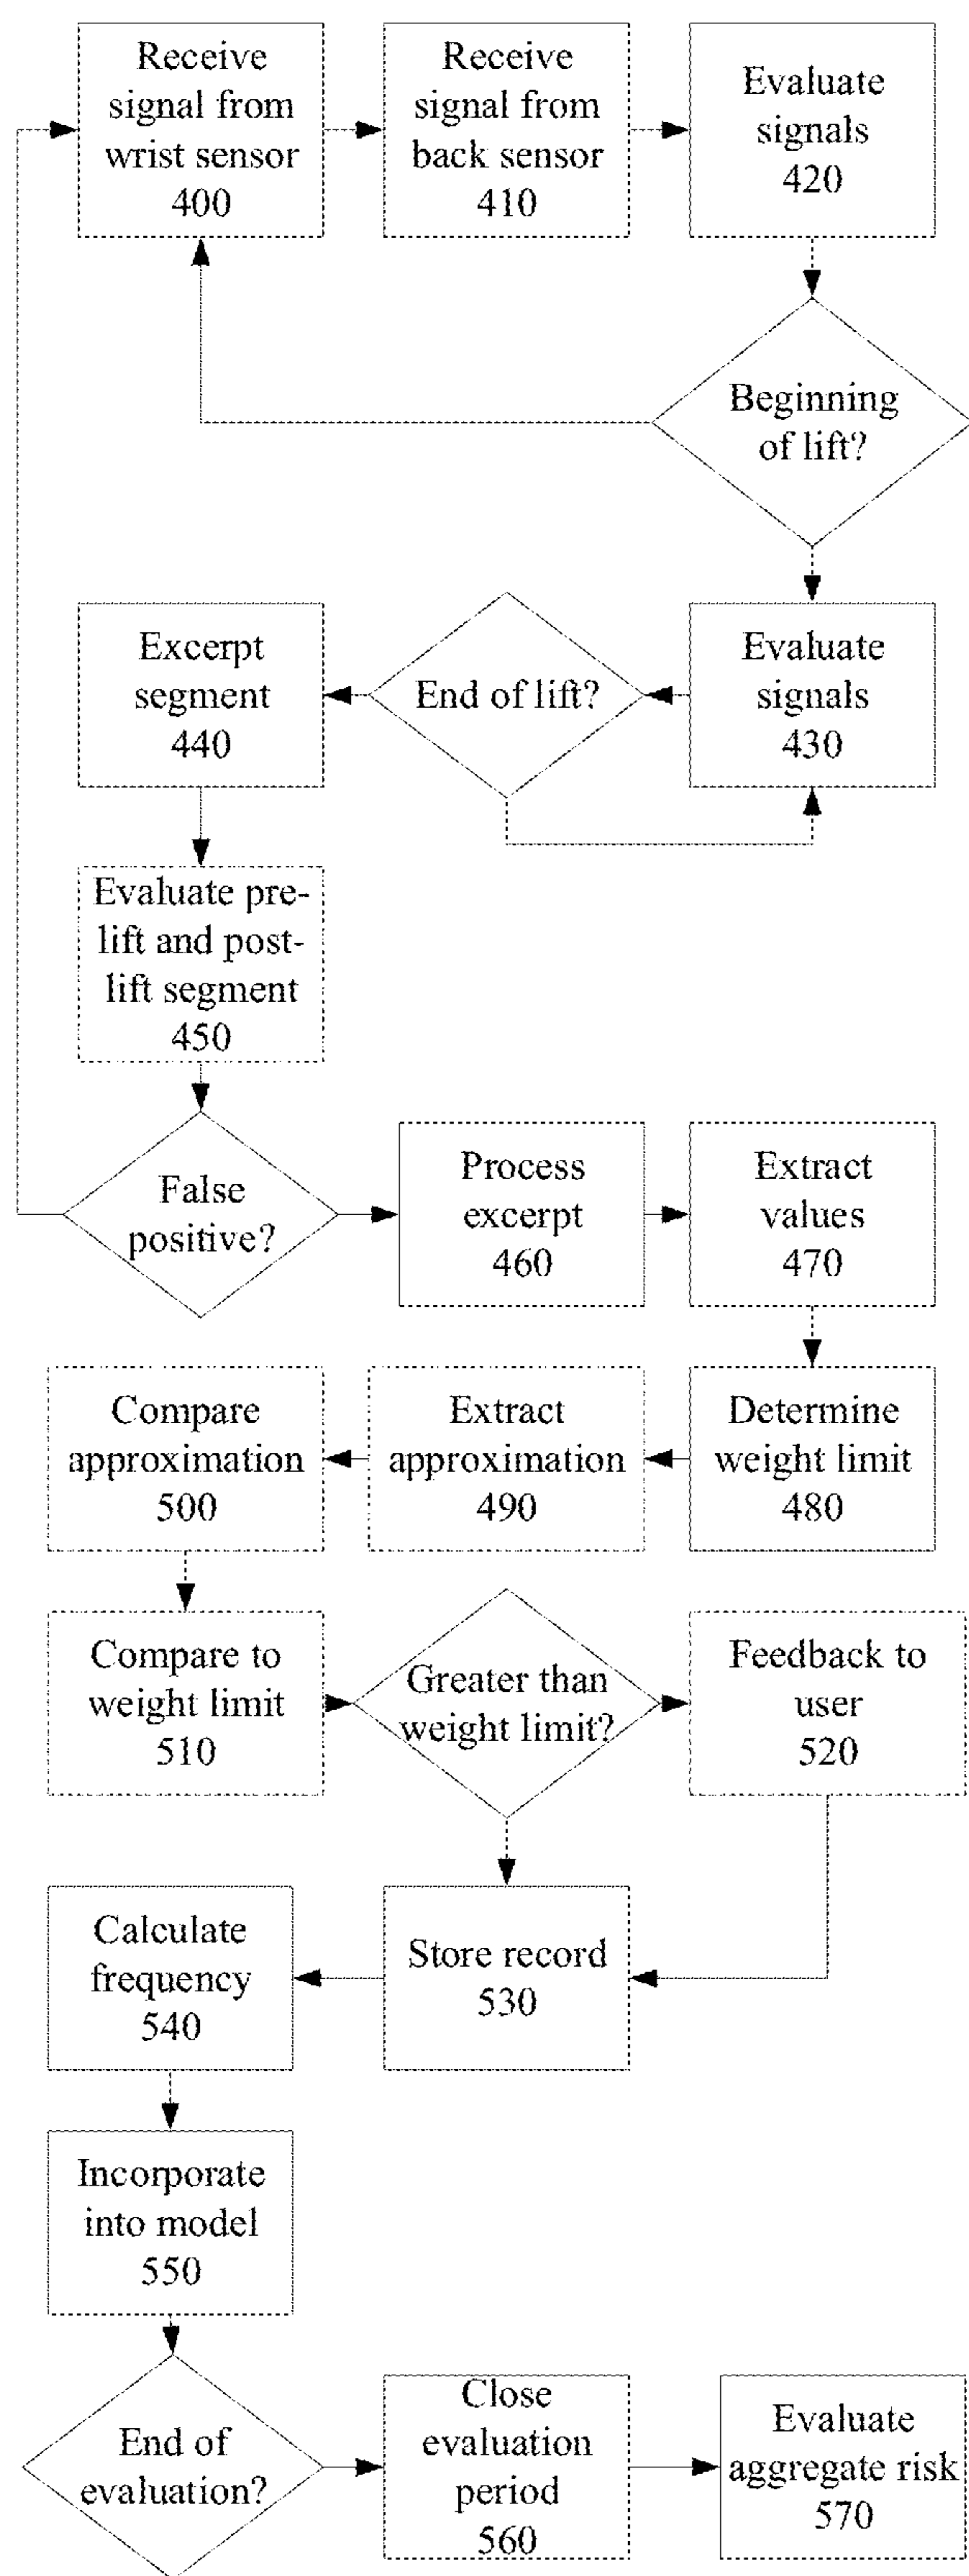 Receive
signal from
wrist sensor
400
Receive
signal from
back sensor
410
Evaluate
signals
420
Beginning
of lift?
Excerpt
segment
440
End of lift?
Evaluate
signals
430
Evaluate pre-
lift and post-
lift segment
450
False
positive?
Process
excerpt
460
Extract
values
470
Compare
approximation
500
Extract
approximation
490
Determine
weight limit
480
Compare to
weight limit
510
Greater than
weight limit?
Feedback to
user
520
Calculate
frequency
540
Store record
530
Incorporate
into model
550
End of
evaluation?
Close
evaluation
period
560
Evaluate
aggregate risk
570